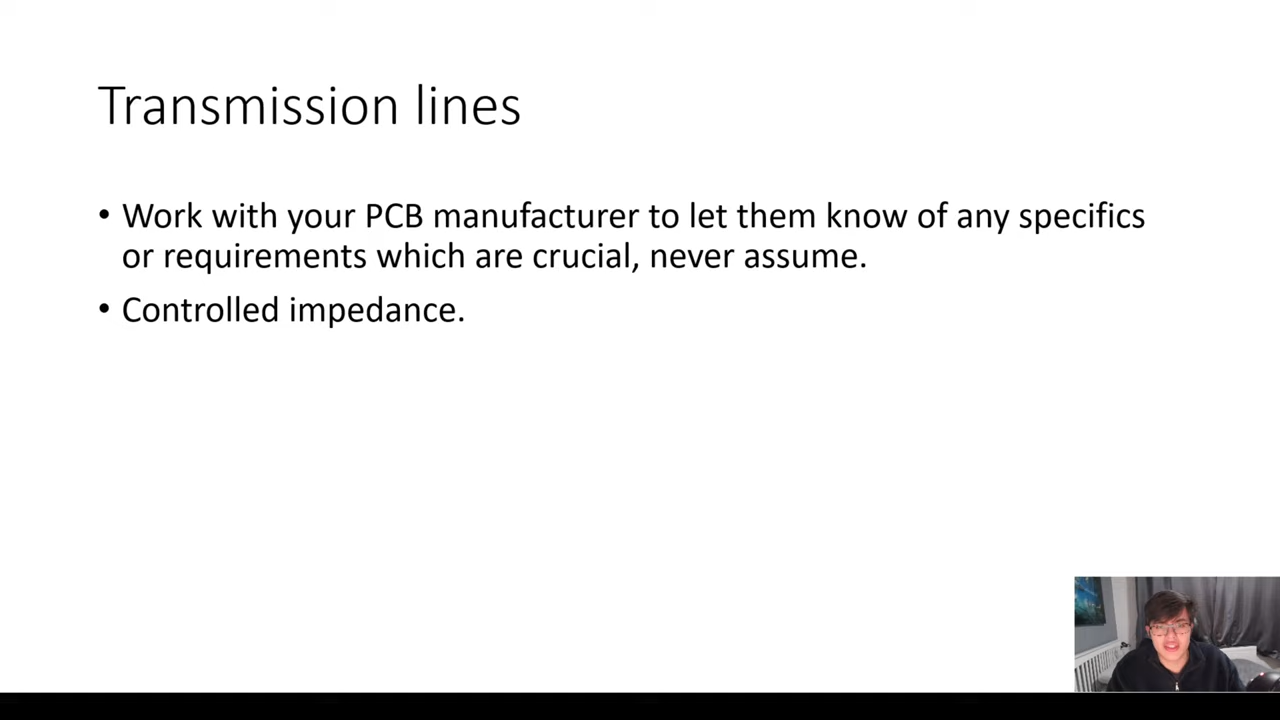 Transmission lines
• Work with your PCB manufacturer to let them know of any specifics
or requirements which are crucial, never assume.
• Controlled impedance.